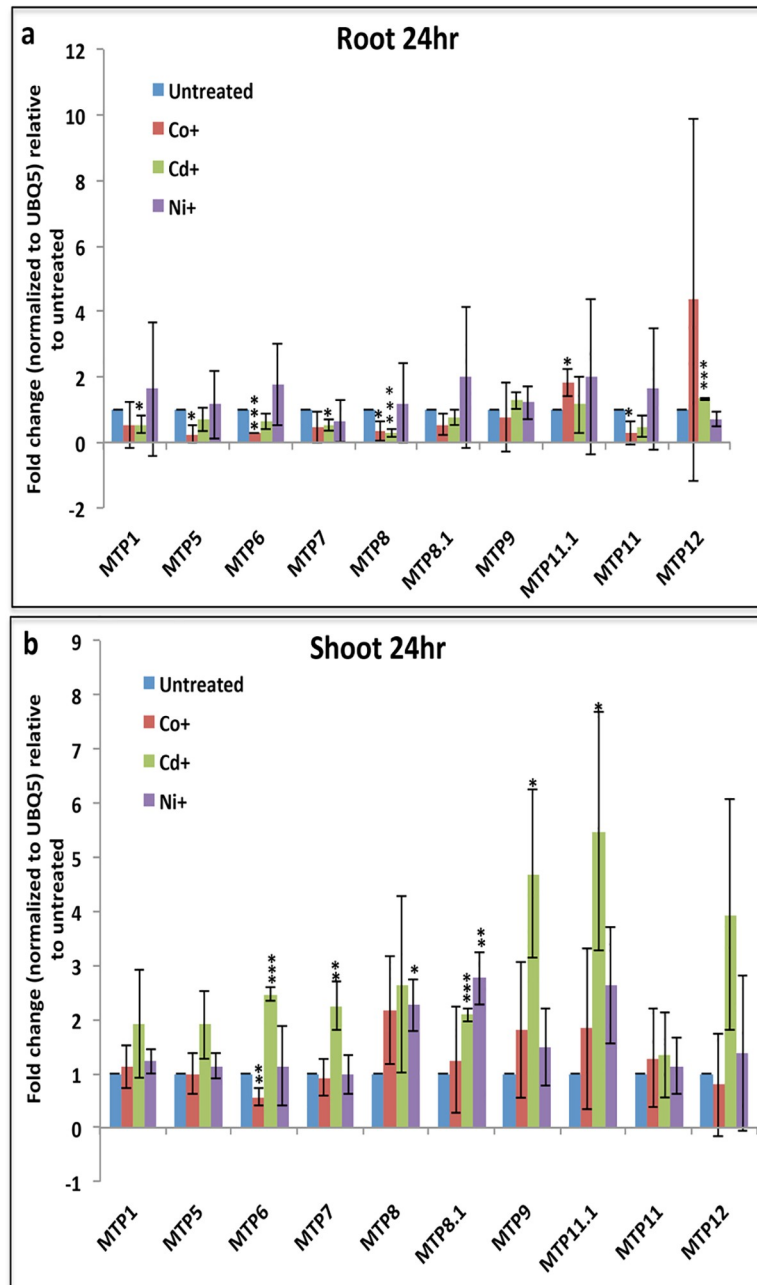 a
Root 24hr
Fold change (normalized to UBQ5) relative
to untreated
12
10
8
6
4
2
0
-2
Untreated
Co+
Cd+
Ni+
*
*
***
*
*
***
*
*
***
MTP1
MTP5
MTP6
MTP7
MTP8
MTP8.1
MTP9
MTP11.1
MTP11
MTP12
b
Shoot 24hr
Fold change (normalized to UBQ5) relative
to untreated
9
8
7
6
5
4
3
2
1
0
-1
Untreated
Co+
Cd+
Ni+
**
***
**
*
***
**
*
*
MTP1
MTP5
MTP6
MTP7
MTP8
MTP8.1
MTP9
MTP11.1
MTP11
MTP12